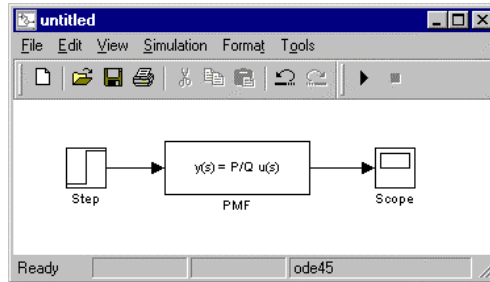 untitled
File Edit View Simulation Format Tools
y(s) = P/Q u(s)
Step
PMF
Scope
Ready
ode45